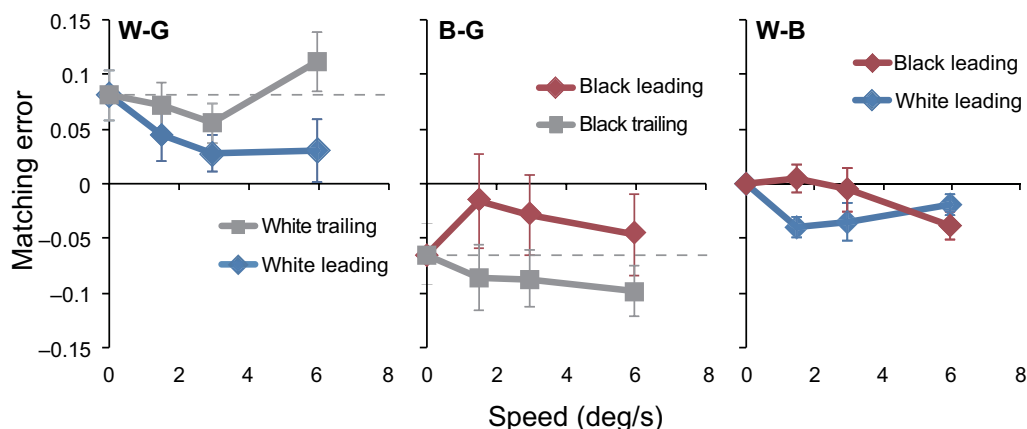 W-G
B-G
W-B
0.15
0.1
0.05
0
–0.05
–0.1
–0.15
Matching error
White trailing
White leading
Black leading
Black trailing
Black leading
White leading
0 2 4 6 8
0 2 4 6 8
0 2 4 6 8
Speed (deg/s)